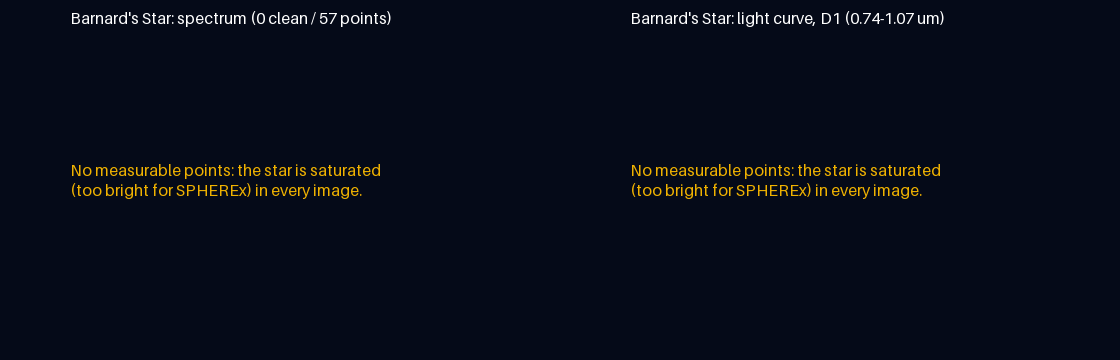 Barnard's Star: spectrum (0 clean / 57 points)
No measurable points: the star is saturated
(too bright for SPHEREx) in every image.
Barnard's Star: light curve, D1 (0.74-1.07 um)
No measurable points: the star is saturated
(too bright for SPHEREx) in every image.